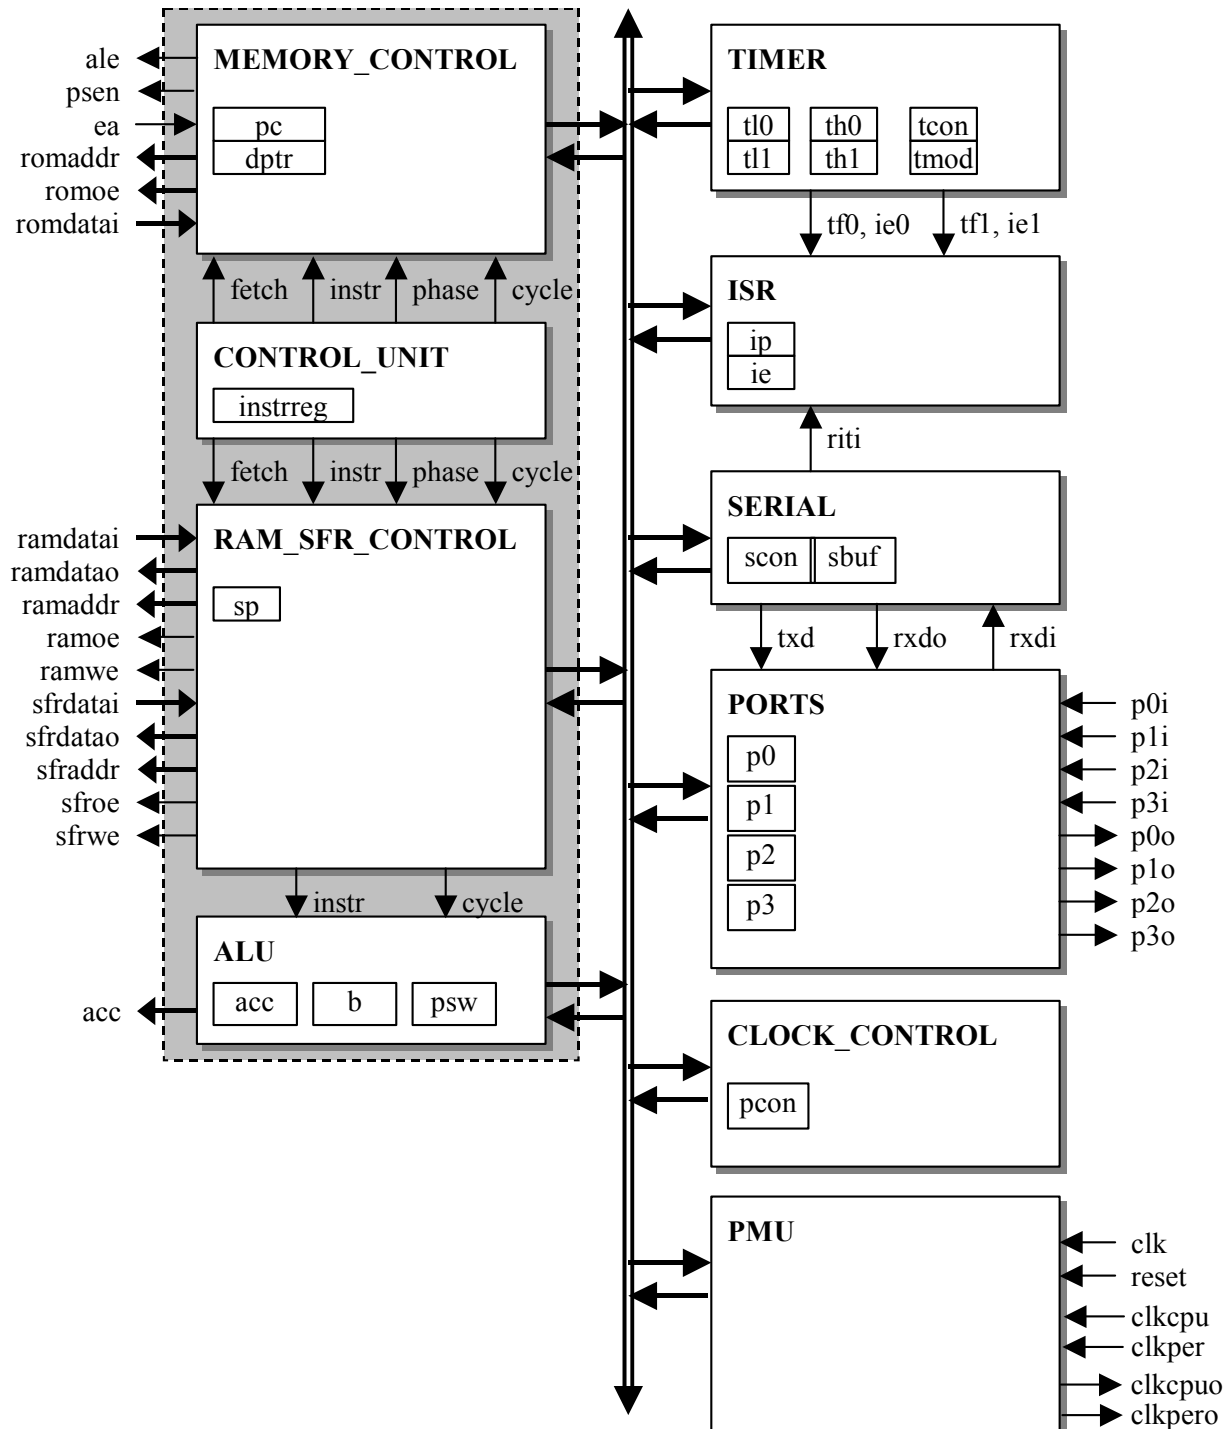 ale
psen
ea
romaddr
romoe
romdatai
MEMORY_CONTROL
pc
dptr
fetch instr phase cycle
CONTROL_UNIT
instrreg
fetch instr phase cycle
ramdatai
ramdatao
ramaddr
ramoe
ramwe
sfrdatai
sfrdatao
sfraddr
sfroe
sfrwe
RAM_SFR_CONTROL
sp
instr cycle
ALU
acc b psw
acc
TIMER
tl0 th0 tcon
tl1 th1 tmod
tf0, ie0 tf1, ie1
ISR
ip
ie
riti
SERIAL
scon sbuf
txd rxdo rxdi
PORTS
p0
p1
p2
p3
p0i
p1i
p2i
p3i
p0o
p1o
p2o
p3o
CLOCK_CONTROL
pcon
PMU
clk
reset
clkcpu
clkper
clkcpuo
clkpero